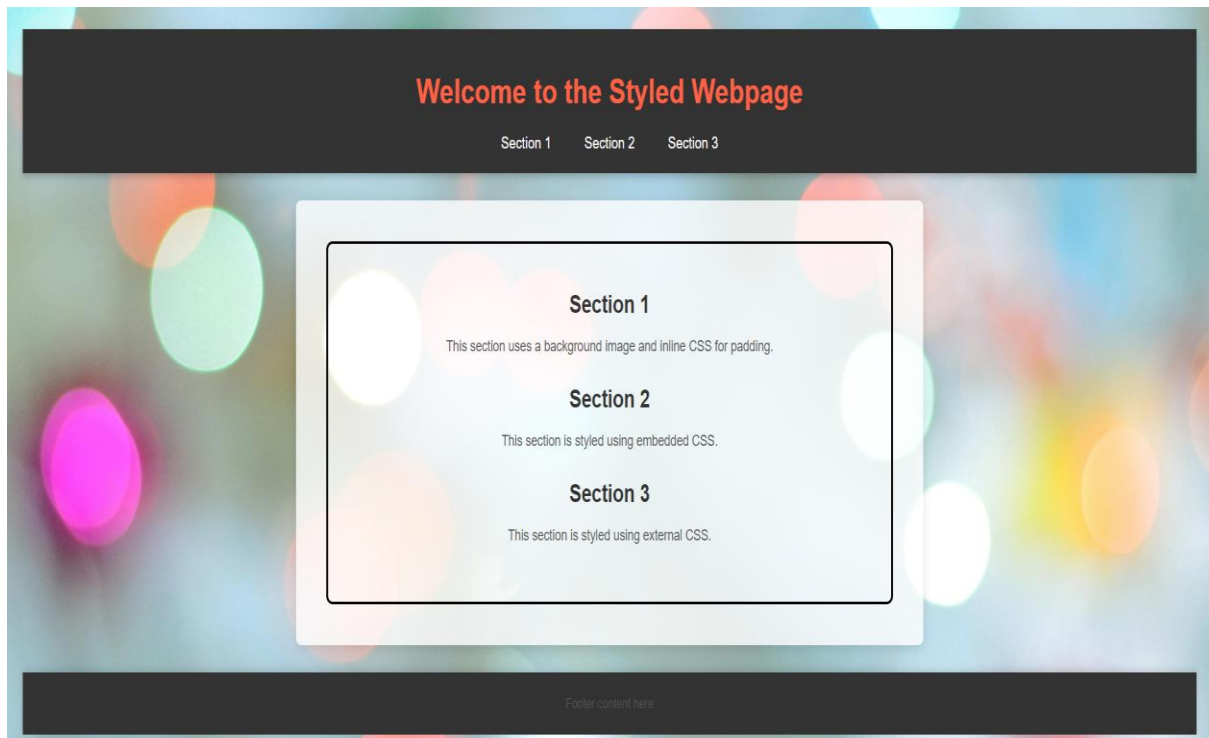 Welcome to the Styled Webpage
Section 1 Section 2 Section 3
Section 1
This section uses a background image and inline CSS for padding.
Section 2
This section is styled using embedded CSS.
Section 3
This section is styled using external CSS.
Footer content here